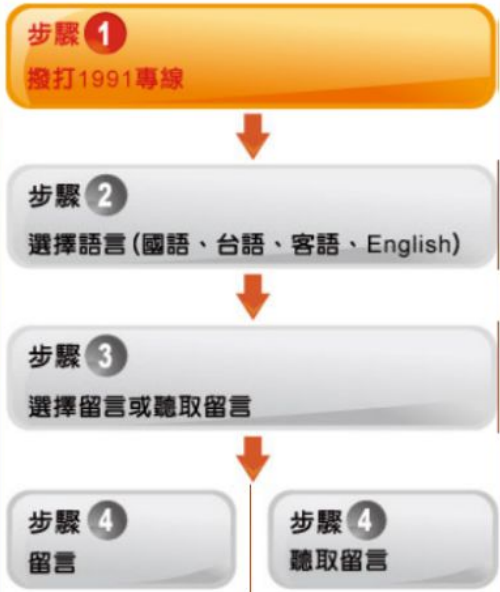 步驟1
撥打1991專線
步驟2
選擇語言(國語、台語、客語、English)
步驟3
選擇留言或聽取留言
步驟4
留言
步驟4
聽取留言